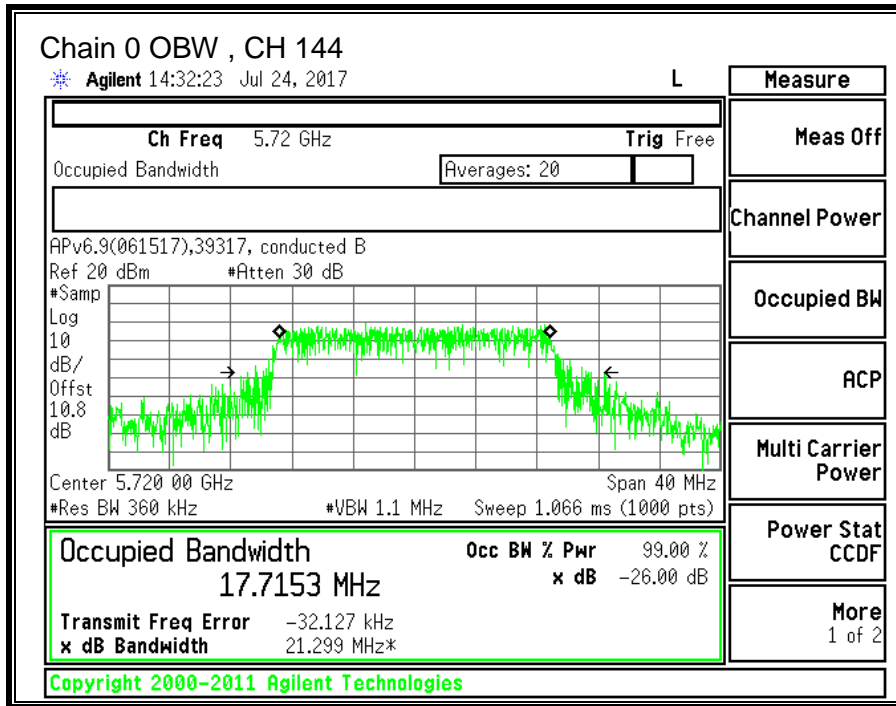 Chain 0 OBW , CH 144
Agilent 14:32:23 Jul 24, 2017 L
Ch Freq 5.72 GHz Trig Free
Occupied Bandwidth Averages: 20
APv6.9(061517),39317, conducted B
Ref 20 dBm #Atten 30 dB
#Samp
Log
10
dB/
Offst
10.8
dB
Center 5.720 00 GHz Span 40 MHz
#Res BW 360 kHz #VBW 1.1 MHz Sweep 1.066 ms (1000 pts)
Occupied Bandwidth Occ BW % Pwr 99.00 %
17.7153 MHz x dB -26.00 dB
Transmit Freq Error -32.127 kHz
x dB Bandwidth 21.299 MHz*
Copyright 2000-2011 Agilent Technologies
Measure
Meas Off
Channel Power
Occupied BW
ACP
Multi Carrier
Power
Power Stat
CCDF
More
1 of 2